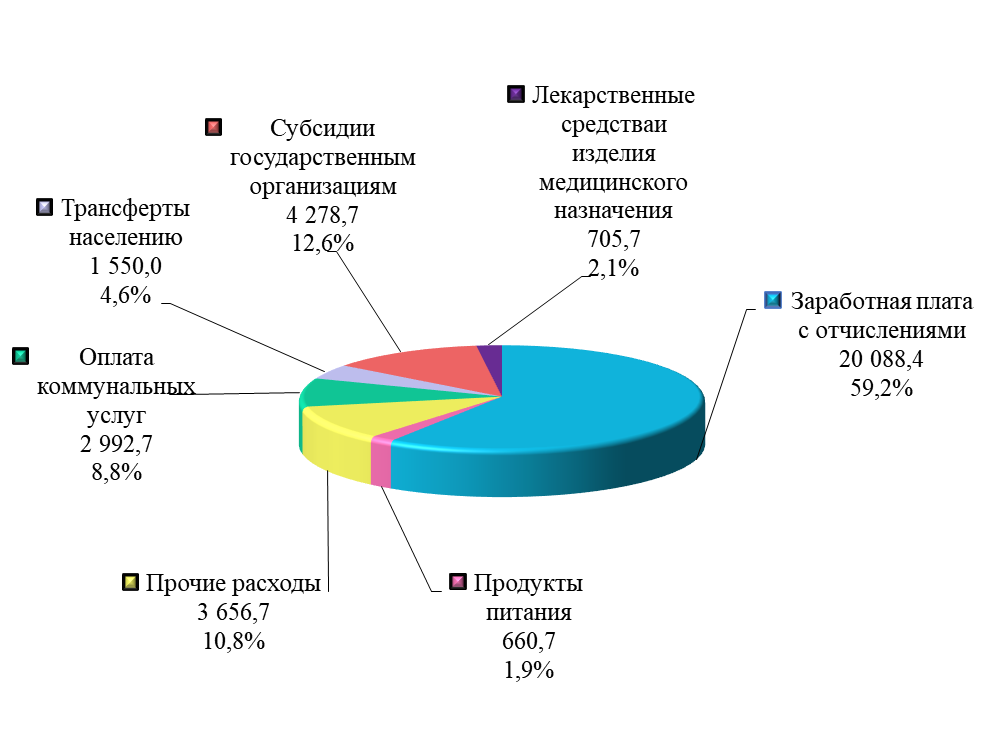 Лекарственные
средстваи
изделия
медицинского
назначения
705,7
2,1%
Субсидии
государственным
организациям
4 278,7
12,6%
Трансферты
населению
1 550,0
4,6%
Заработная плата
с отчислениями
20 088,4
59,2%
Оплата
коммунальных
услуг
2 992,7
8,8%
Прочие расходы
3 656,7
10,8%
Продукты
питания
660,7
1,9%